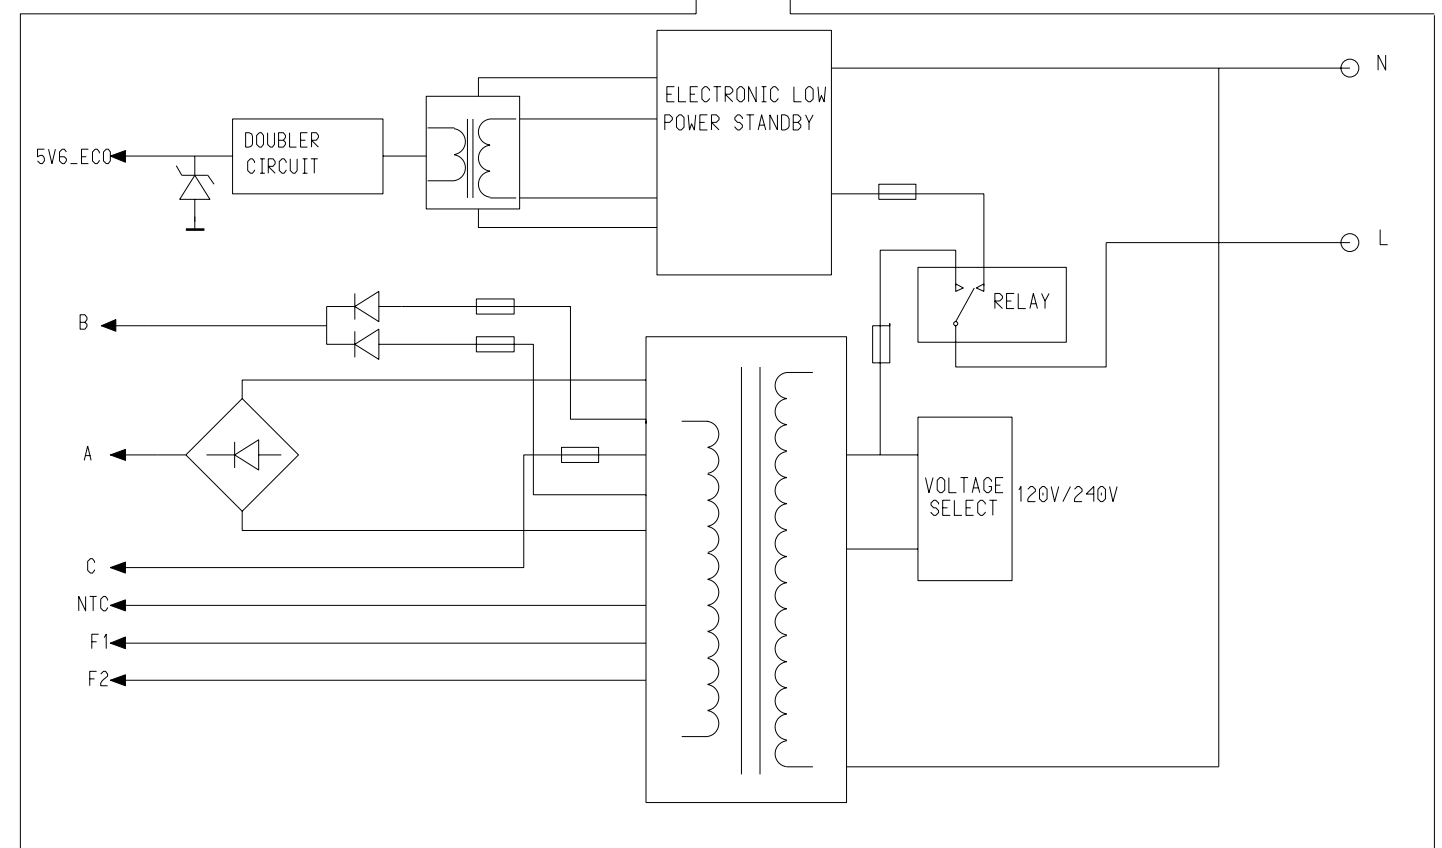 N
ELECTRONIC LOW
POWER STANDBY
DOUBLER
CIRCUIT
5V6_ECO
L
RELAY
B
A
VOLTAGE
SELECT
120V/240V
C
NTC
F1
F2